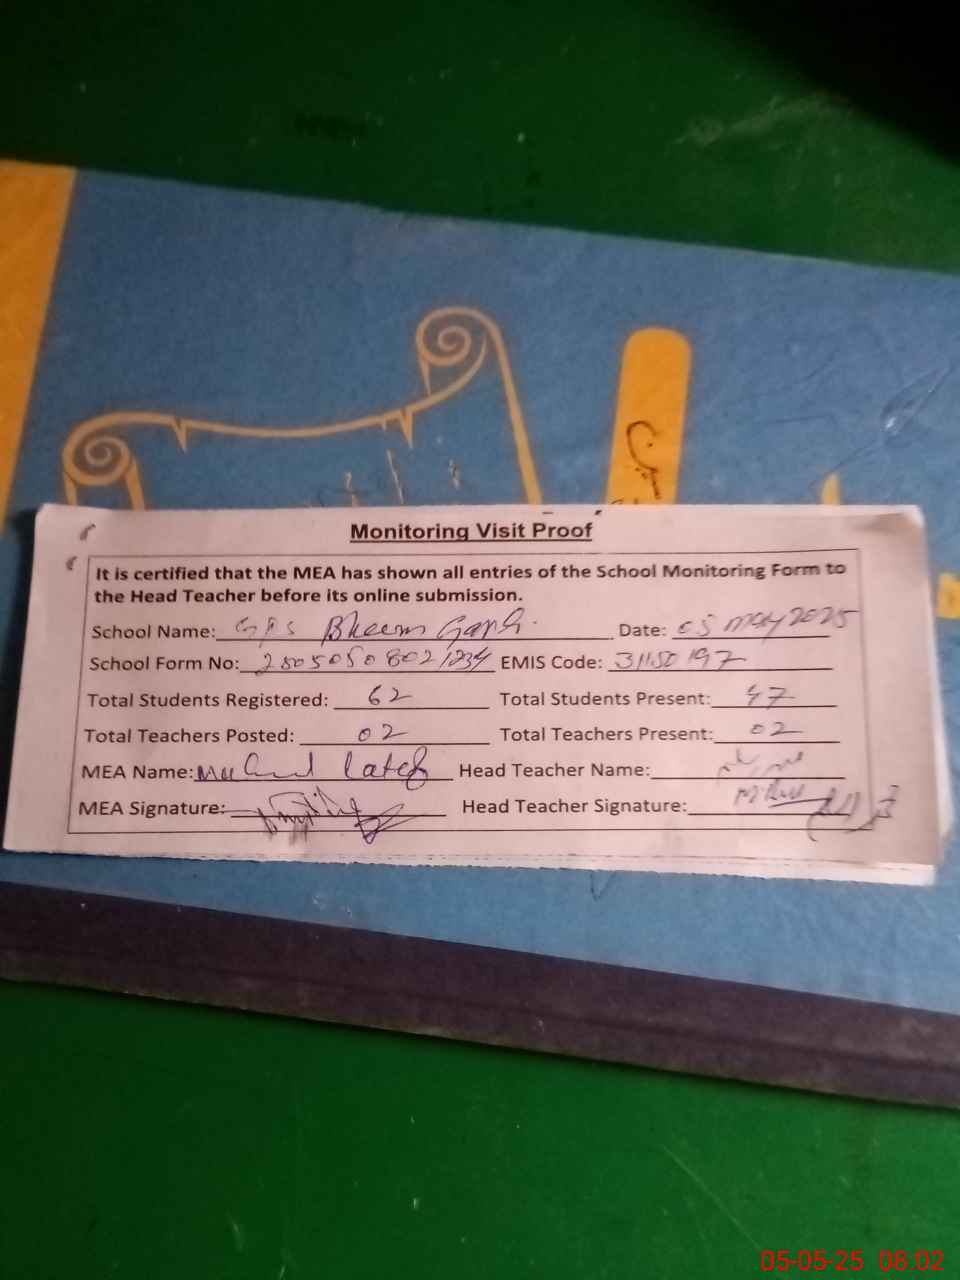 Monitoring Visit Proof
It is certified that the MEA has shown all entries of the School Monitoring Form to
the Head Teacher before its online submission.
School Name: GPS Bheem Garh. Date: 05 may 2025
School Form No: 25050508021234 EMIS Code: 31150197
Total Students Registered: 62 Total Students Present: 47
Total Teachers Posted: 02 Total Teachers Present: 02
MEA Name: Latef Head Teacher Name:
MEA Signature: Head Teacher Signature:
05-05-25 08:02